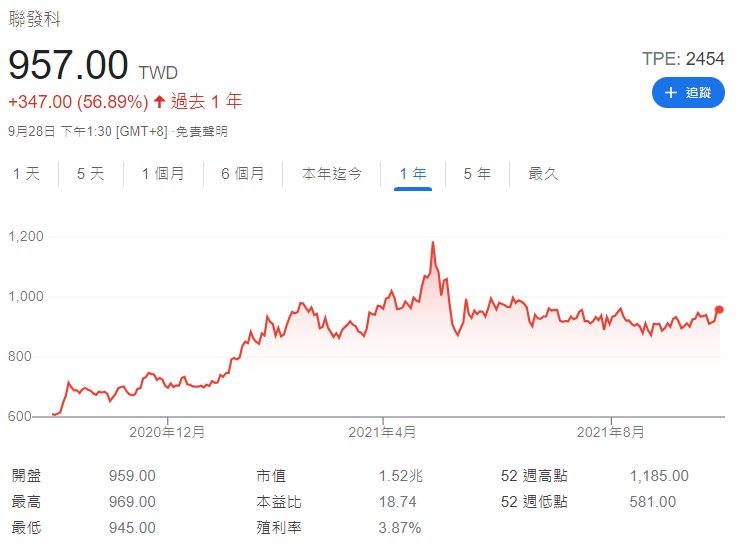 聯發科
957.00 TWD
TPE: 2454
+347.00 (56.89%) 過去 1 年
+ 追蹤
9月28日 下午1:30 [GMT+8] ·免責聲明
1 天 5 天 1 個月 6 個月 本年迄今 1 年 5 年 最久
1,200
1,000
800
600
2020年12月 2021年4月 2021年8月
開盤 959.00 市值 1.52兆 52 週高點 1,185.00
最高 969.00 本益比 18.74 52 週低點 581.00
最低 945.00 殖利率 3.87%